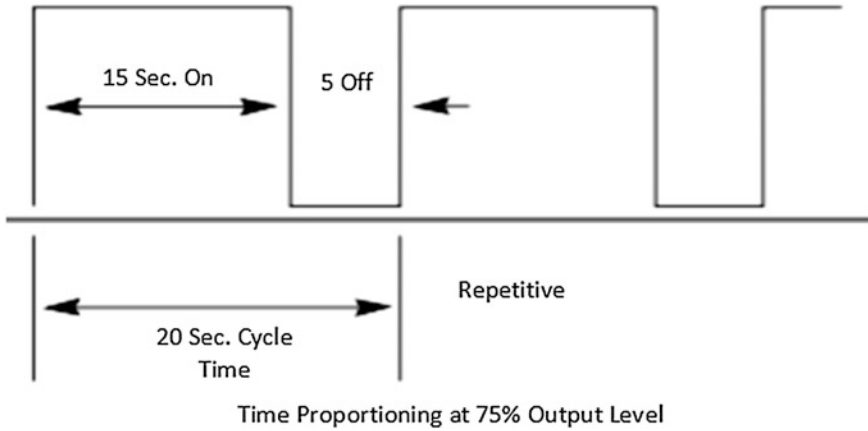 15 Sec. On
5 Off
Repetitive
20 Sec. Cycle
Time
Time Proportioning at 75% Output Level